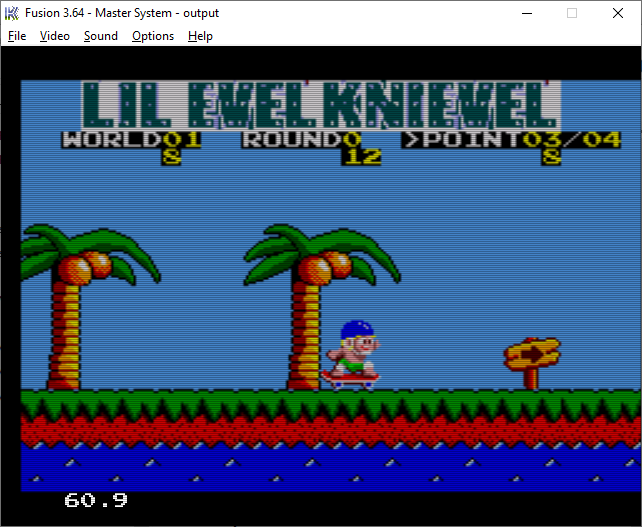 Fusion 3.64 - Master System - output
File Video Sound Options Help
LIL EVEL KNIEVEL
WORLD01 ROUND0 >POINT03/04
8 12 8
60.9